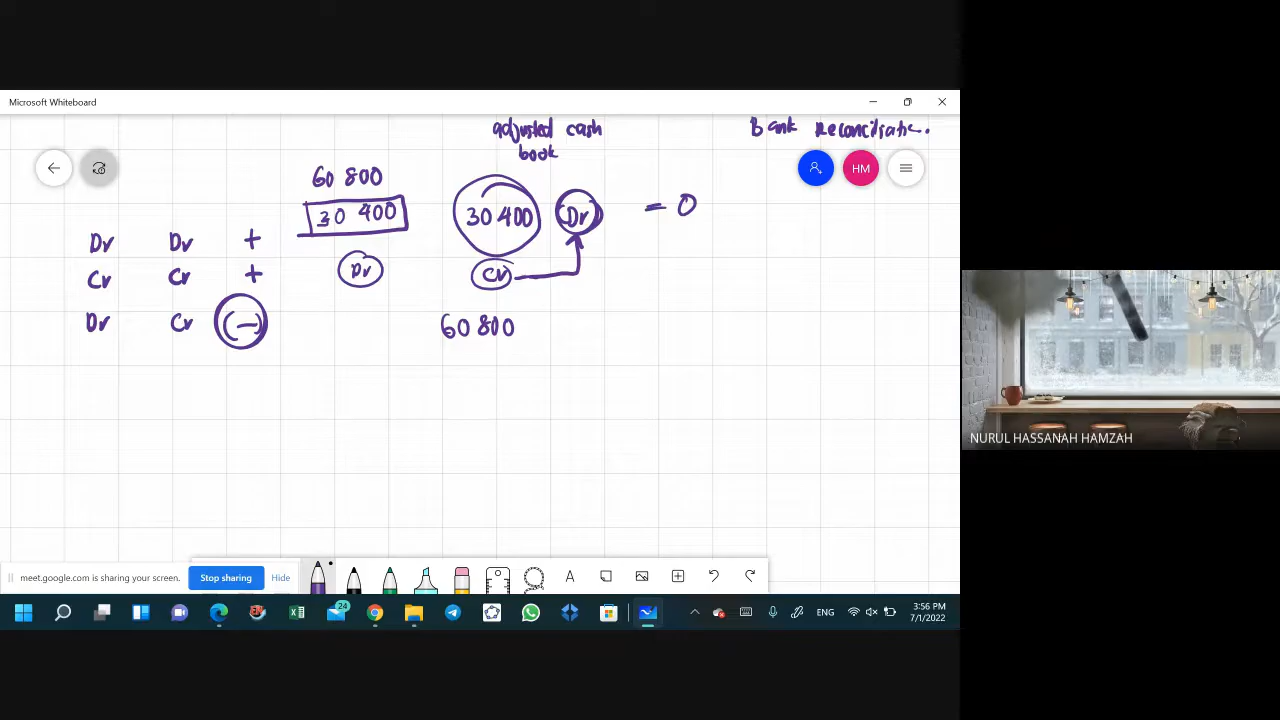 Microsoft Whiteboard
adjusted cash
book
Bank
HM
60 800
30 400
30 400 Dr = 0
Dr Dr +
Cr Cr +
Dr Cr (-)
Dr
Cr
60 800
NURUL HASSANAH HAMZAH
meet.google.com is sharing your screen.
Stop sharing
Hide
A
24
ENG
3:56 PM
7/1/2022